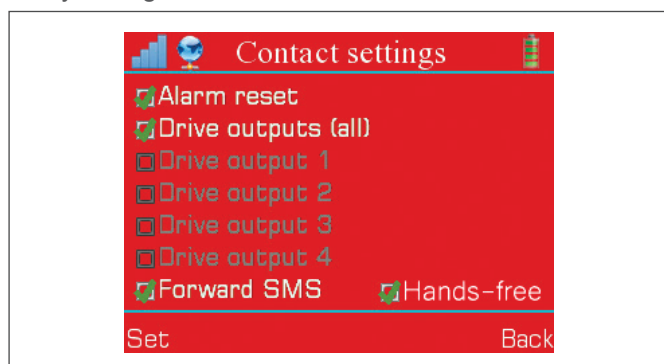 Contact settings
Alarm reset
Drive outputs (all)
Drive output 1
Drive output 2
Drive output 3
Drive output 4
Forward SMS Hands-free
Set Back